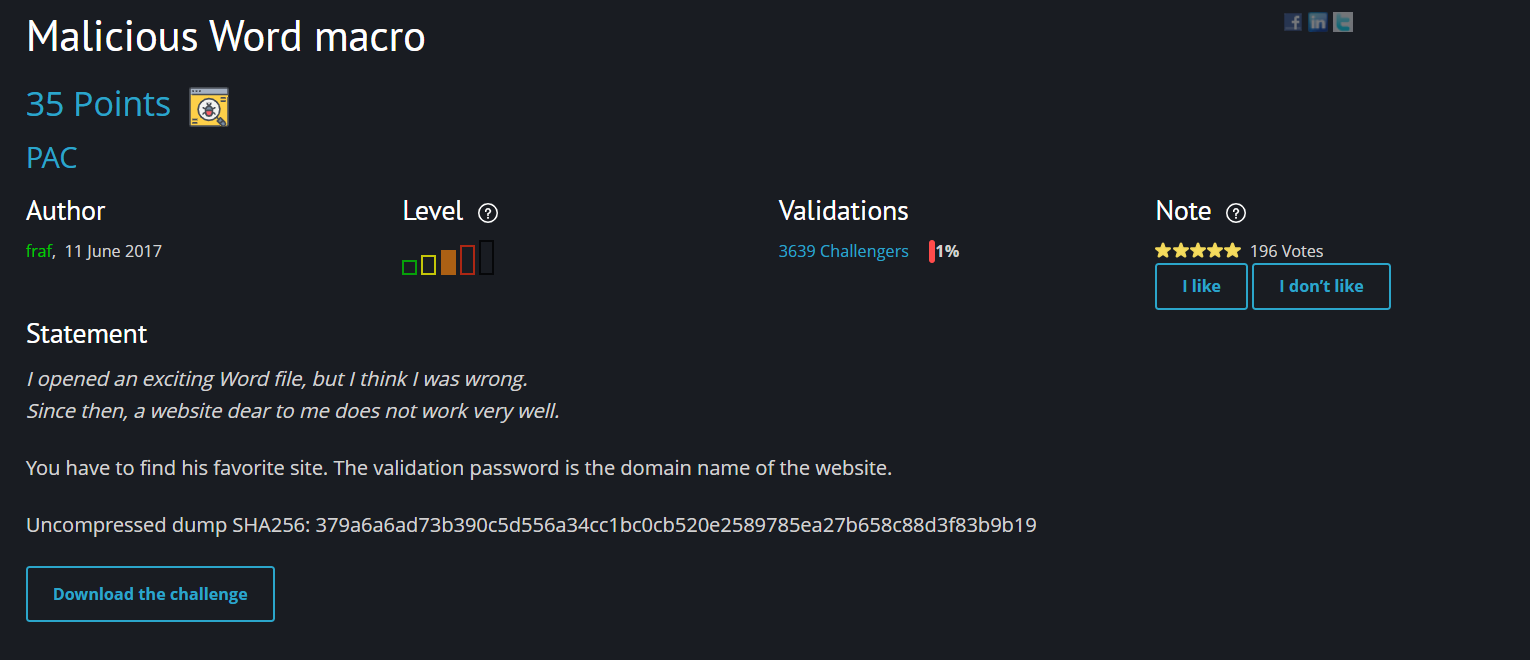 Malicious Word macro
35 Points
PAC
Author
Level ?
Validations
Note ?
fraf, 11 June 2017
3639 Challengers 1%
196 Votes
I like
I don’t like
Statement
I opened an exciting Word file, but I think I was wrong.
Since then, a website dear to me does not work very well.
You have to find his favorite site. The validation password is the domain name of the website.
Uncompressed dump SHA256: 379a6a6ad73b390c5d556a34cc1bc0cb520e2589785ea27b658c88d3f83b9b19
Download the challenge